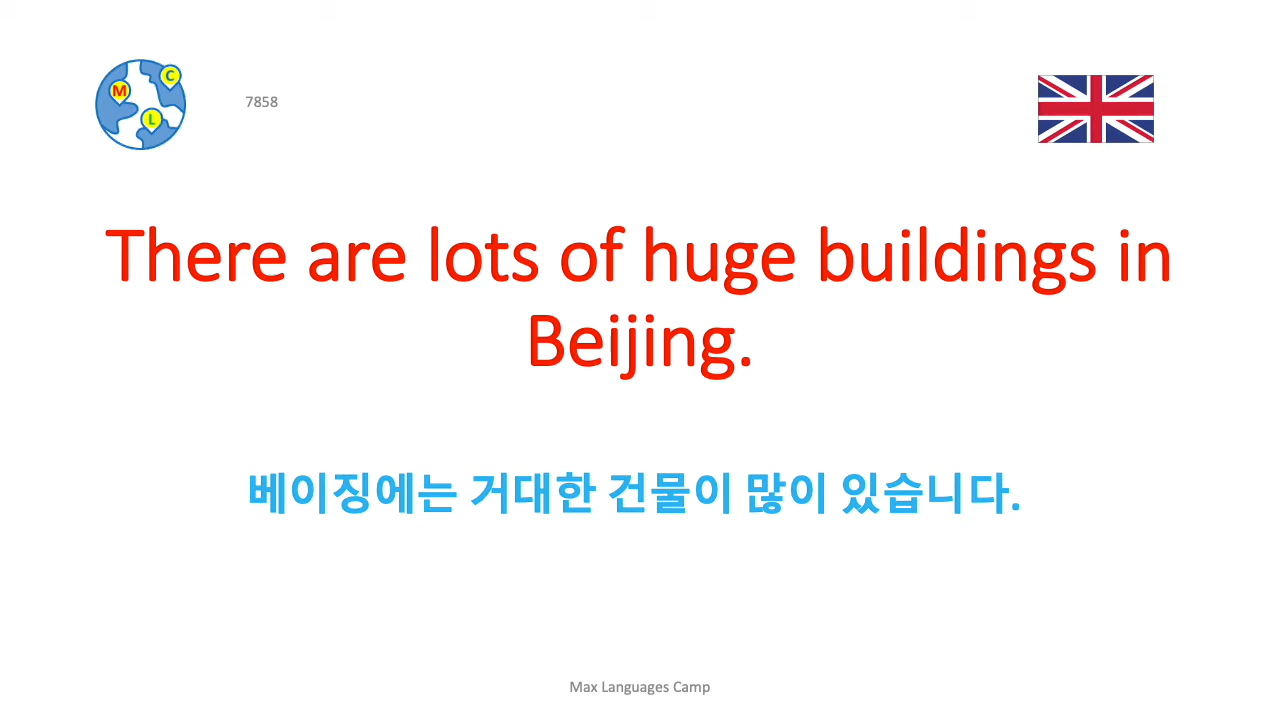 M
C
L
7858
There are lots of huge buildings in
Beijing.
베이징에는 거대한 건물이 많이 있습니다.
Max Languages Camp